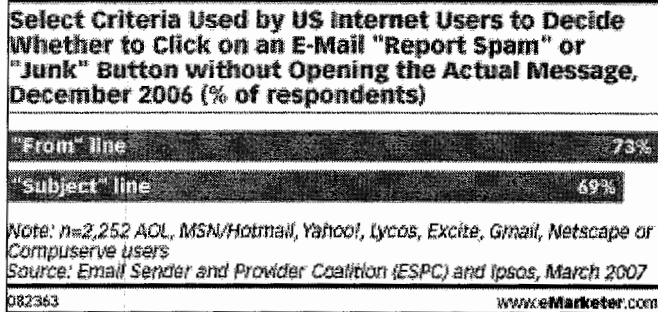 Select Criteria Used by US Internet Users to Decide
Whether to Click on an E-Mail "Report Spam" or
"Junk" Button without Opening the Actual Message,
December 2006 (% of respondents)
"From" line 73%
"Subject" line 69%
Note: n=2,252 AOL, MSN/Hotmail, Yahoo!, Lycos, Excite, Gmail, Netscape or
Compuserve users
Source: Email Sender and Provider Coalition (ESPC) and Ipsos, March 2007
082363 www.eMarketer.com